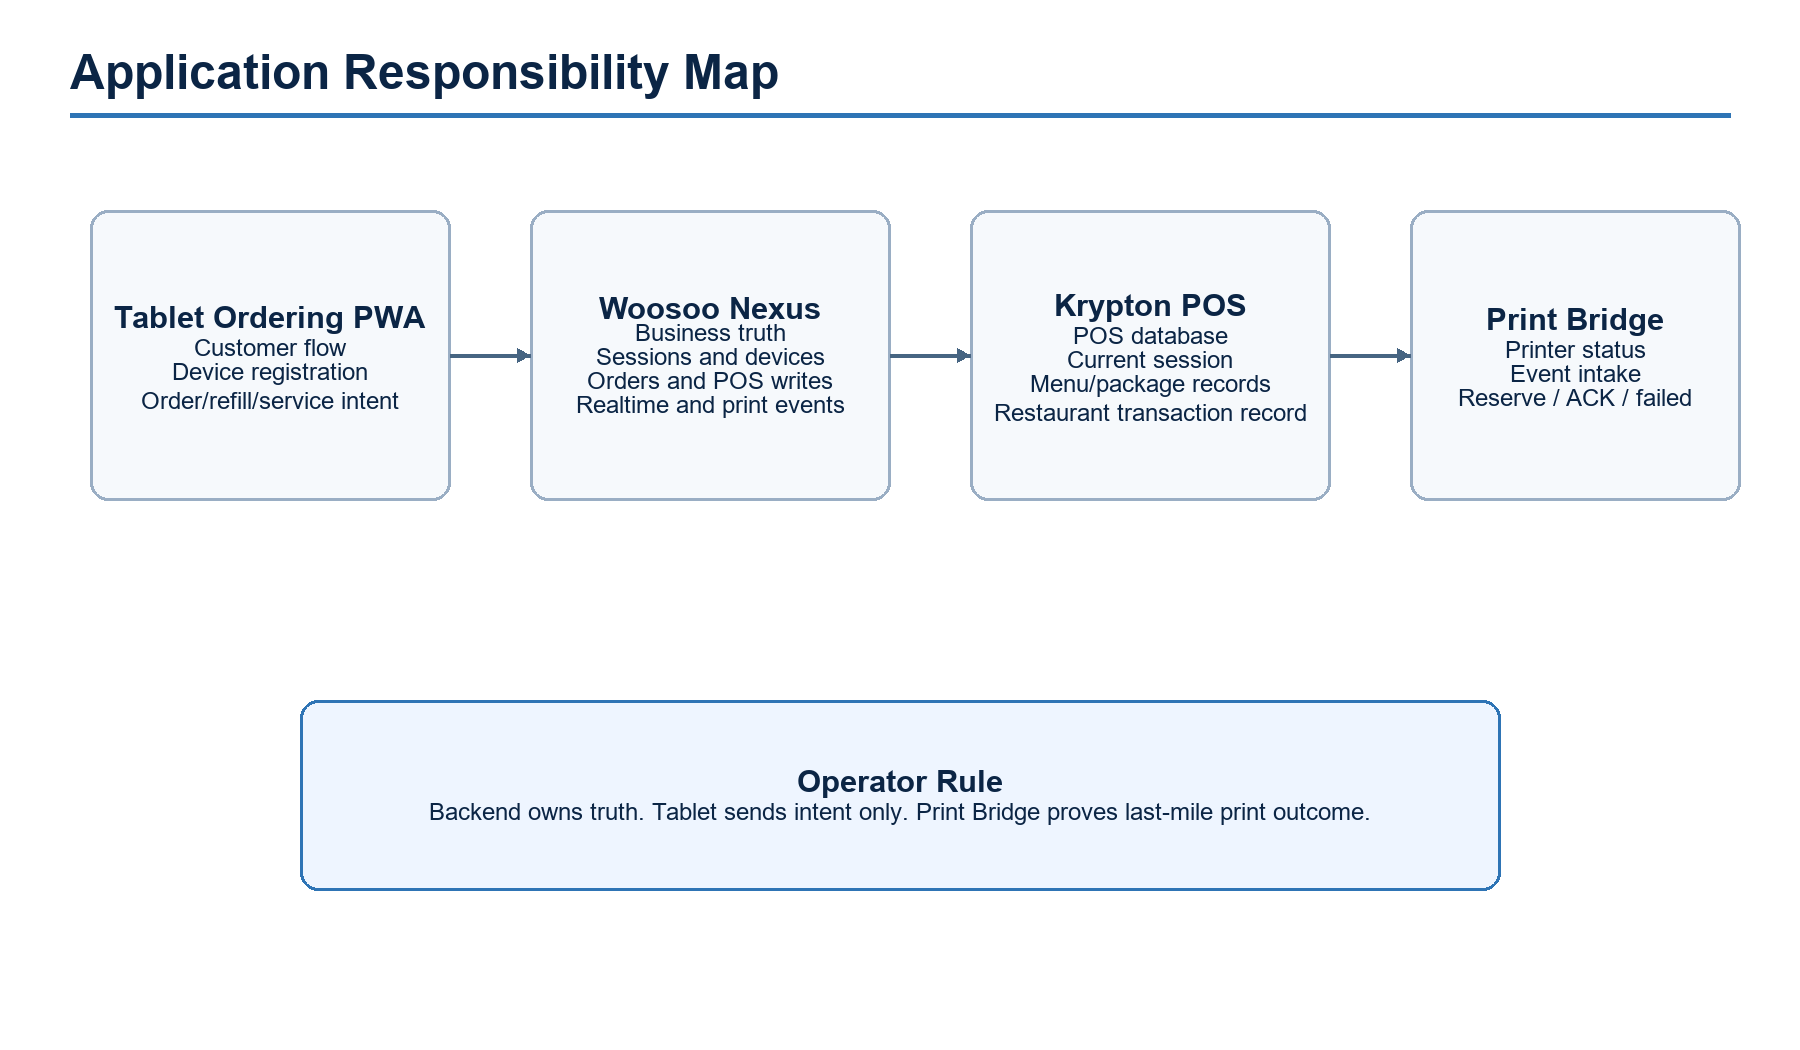 Application Responsibility Map
Tablet Ordering PWA
Customer flow
Device registration
Order/refill/service intent
Woosoo Nexus
Business truth
Sessions and devices
Orders and POS writes
Realtime and print events
Krypton POS
POS database
Current session
Menu/package records
Restaurant transaction record
Print Bridge
Printer status
Event intake
Reserve / ACK / failed
Operator Rule
Backend owns truth. Tablet sends intent only. Print Bridge proves last-mile print outcome.